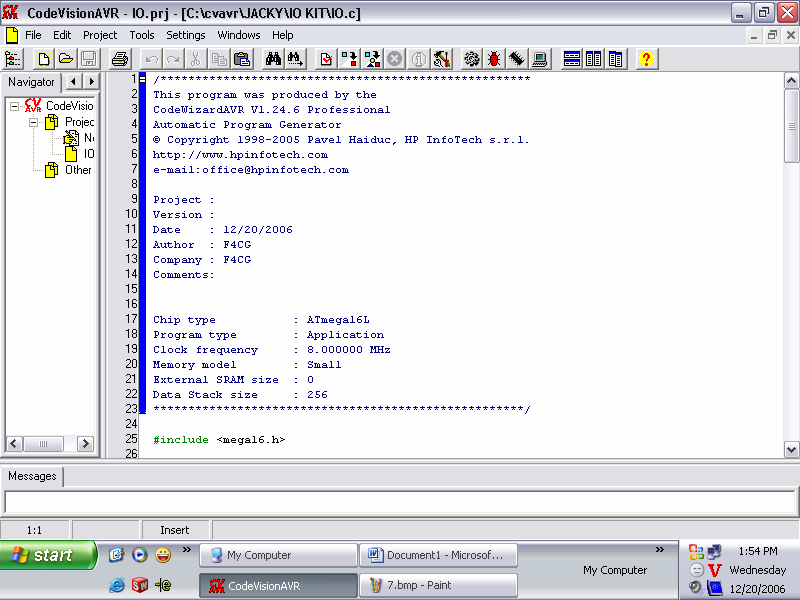 CodeVisionAVR - IO.prj - [C:\cvavr\JACKY\IO KIT\IO.c]
File Edit Project Tools Settings Windows Help
Navigator
CodeVisio
Projec
No
IO
Other
1 /*****************************************************
2 This program was produced by the
3 CodeWizardAVR V1.24.6 Professional
4 Automatic Program Generator
5 © Copyright 1998-2005 Pavel Haiduc, HP InfoTech s.r.l.
6 http://www.hpinfotech.com
7 e-mail:office@hpinfotech.com
8
9 Project :
10 Version :
11 Date    : 12/20/2006
12 Author  : F4CG
13 Company : F4CG
14 Comments:
15
16
17 Chip type           : ATmega16L
18 Program type        : Application
19 Clock frequency     : 8.000000 MHz
20 Memory model        : Small
21 External SRAM size  : 0
22 Data Stack size     : 256
23 *****************************************************/
24
25 #include <mega16.h>
26
Messages
1:1 Insert
start
My Computer
Document1 - Microsof...
CodeVisionAVR
7.bmp - Paint
My Computer
1:54 PM
Wednesday
12/20/2006